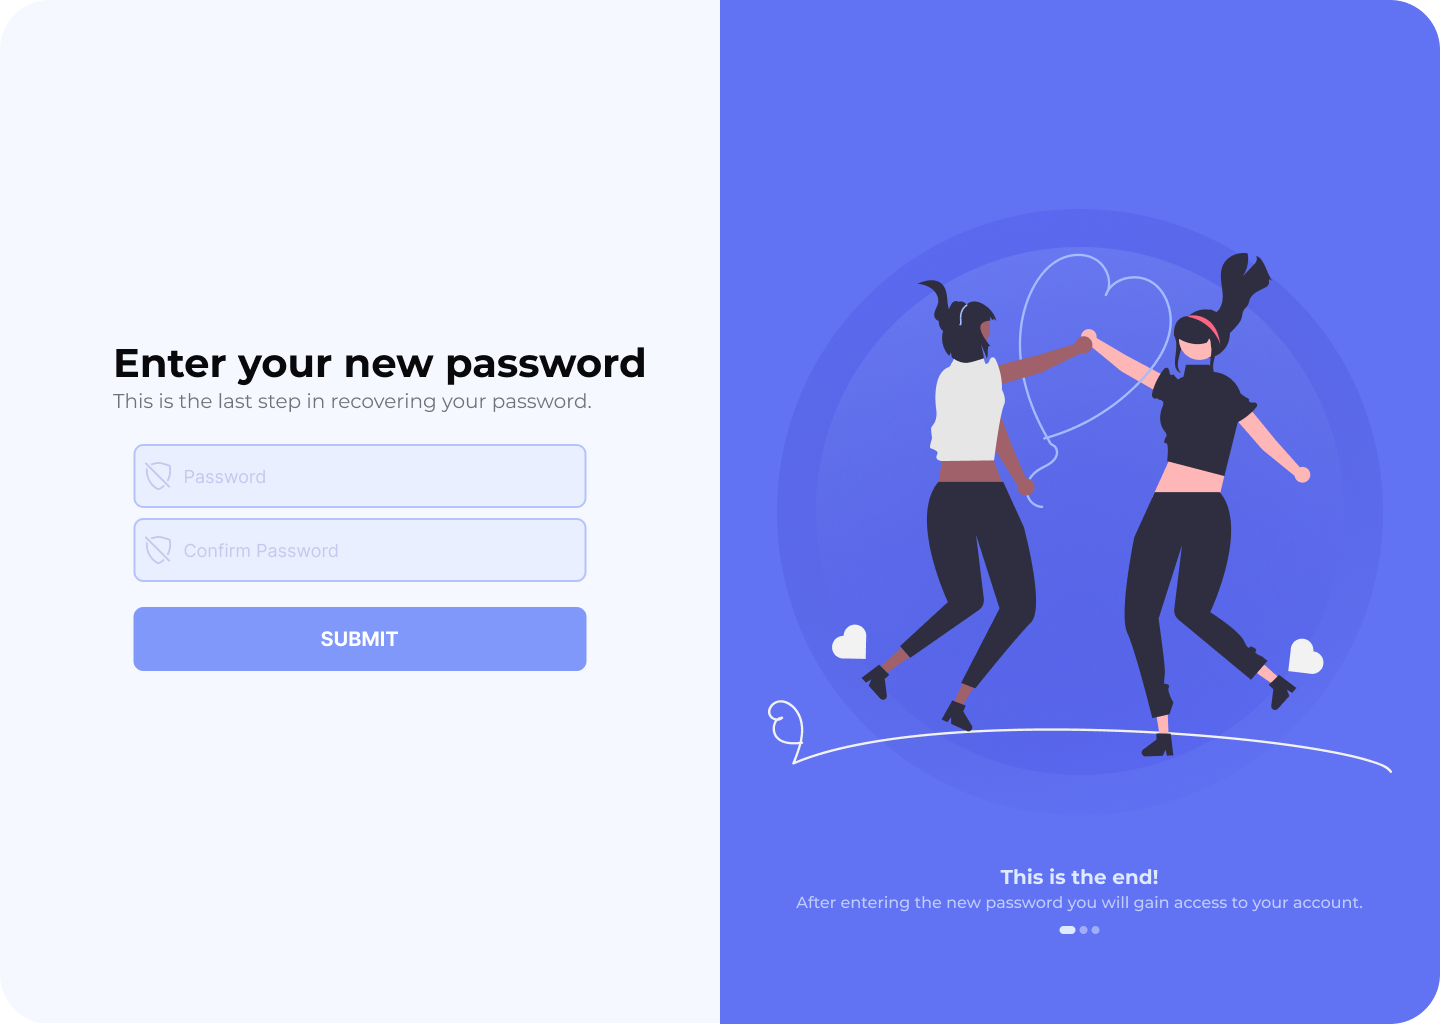 Enter your new password
This is the last step in recovering your password.
Password
Confirm Password
SUBMIT
This is the end!
After entering the new password you will gain access to your account.